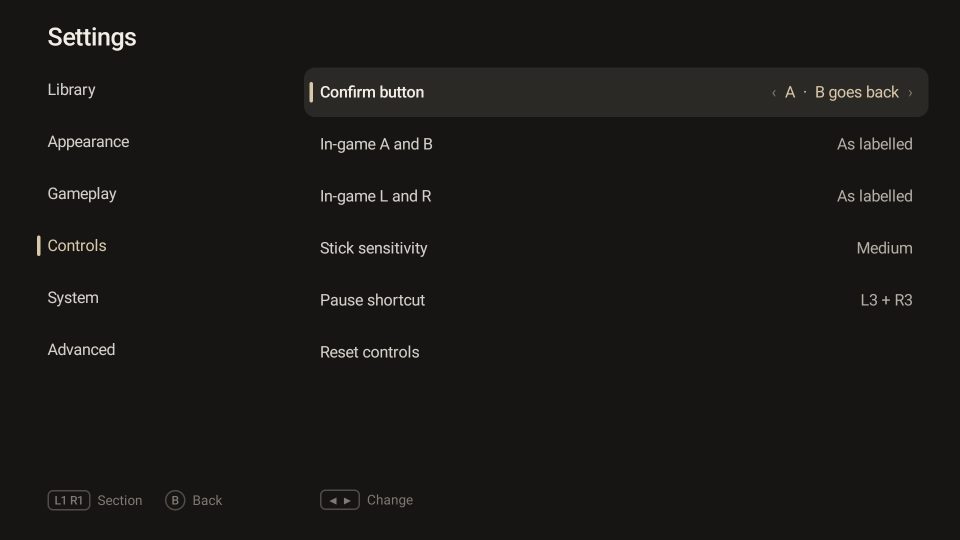 Settings
Library
Appearance
Gameplay
Controls
System
Advanced
Confirm button ‹ A · B goes back ›
In-game A and B As labelled
In-game L and R As labelled
Stick sensitivity Medium
Pause shortcut L3 + R3
Reset controls
L1 R1 Section B Back ◄ ► Change